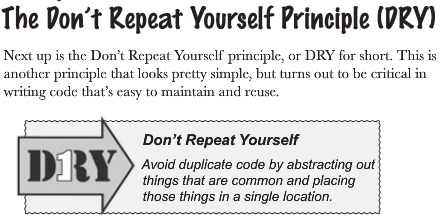 The Don't Repeat Yourself Principle (DRY)
Next up is the Don't Repeat Yourself principle, or DRY for short. This is
another principle that looks pretty simple, but turns out to be critical in
writing code that's easy to maintain and reuse.
Don't Repeat Yourself
D1RY
Avoid duplicate code by abstracting out
things that are common and placing
those things in a single location.